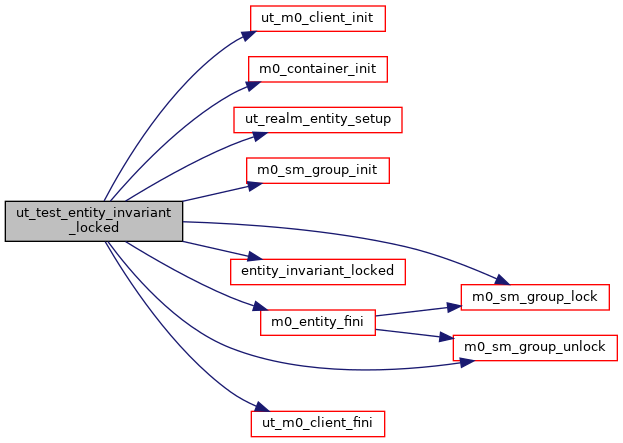 ut_m0_client_init
m0_container_init
ut_realm_entity_setup
m0_sm_group_init
ut_test_entity_invariant
_locked
entity_invariant_locked
m0_sm_group_lock
m0_entity_fini
m0_sm_group_unlock
ut_m0_client_fini